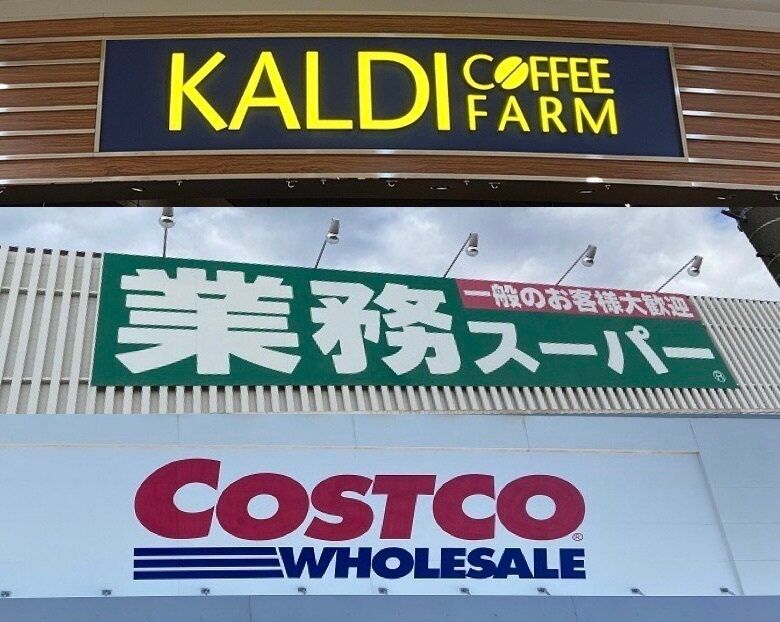 KALDI COFFEE FARM
一般のお客様大歓迎
業務スーパー
®
COSTCO
®
WHOLESALE